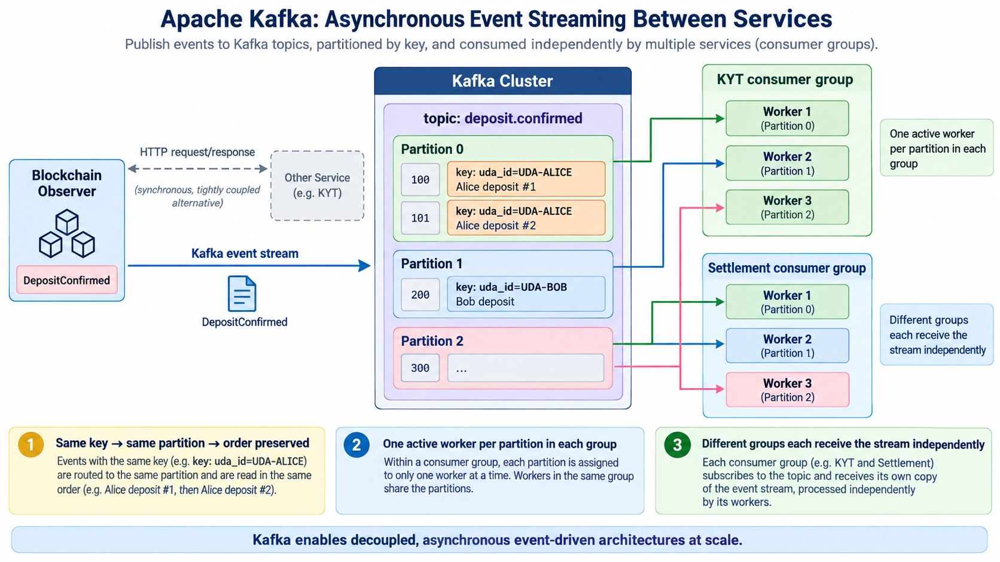 Apache Kafka: Asynchronous Event Streaming Between Services
Publish events to Kafka topics, partitioned by key, and consumed independently by multiple services (consumer groups).
Blockchain
Observer
DepositConfirmed
HTTP request/response
(synchronous, tightly coupled
alternative)
Other Service
(e.g. KYT)
Kafka event stream
DepositConfirmed
Kafka Cluster
topic: deposit.confirmed
Partition 0
100
key: uda_id=UDA-ALICE
Alice deposit #1
101
key: uda_id=UDA-ALICE
Alice deposit #2
Partition 1
200
key: uda_id=UDA-BOB
Bob deposit
Partition 2
300
...
KYT consumer group
Worker 1
(Partition 0)
Worker 2
(Partition 1)
Worker 3
(Partition 2)
One active worker
per partition in each
group
Settlement consumer group
Worker 1
(Partition 0)
Worker 2
(Partition 1)
Worker 3
(Partition 2)
Different groups
each receive the
stream independently
1
Same key → same partition → order preserved
Events with the same key (e.g. key: uda_id=UDA-ALICE)
are routed to the same partition and are read in the same
order (e.g. Alice deposit #1, then Alice deposit #2).
2
One active worker per partition in each group
Within a consumer group, each partition is assigned
to only one worker at a time. Workers in the same group
share the partitions.
3
Different groups each receive the stream independently
Each consumer group (e.g. KYT and Settlement)
subscribes to the topic and receives its own copy
of the event stream, processed independently
by its workers.
Kafka enables decoupled, asynchronous event-driven architectures at scale.